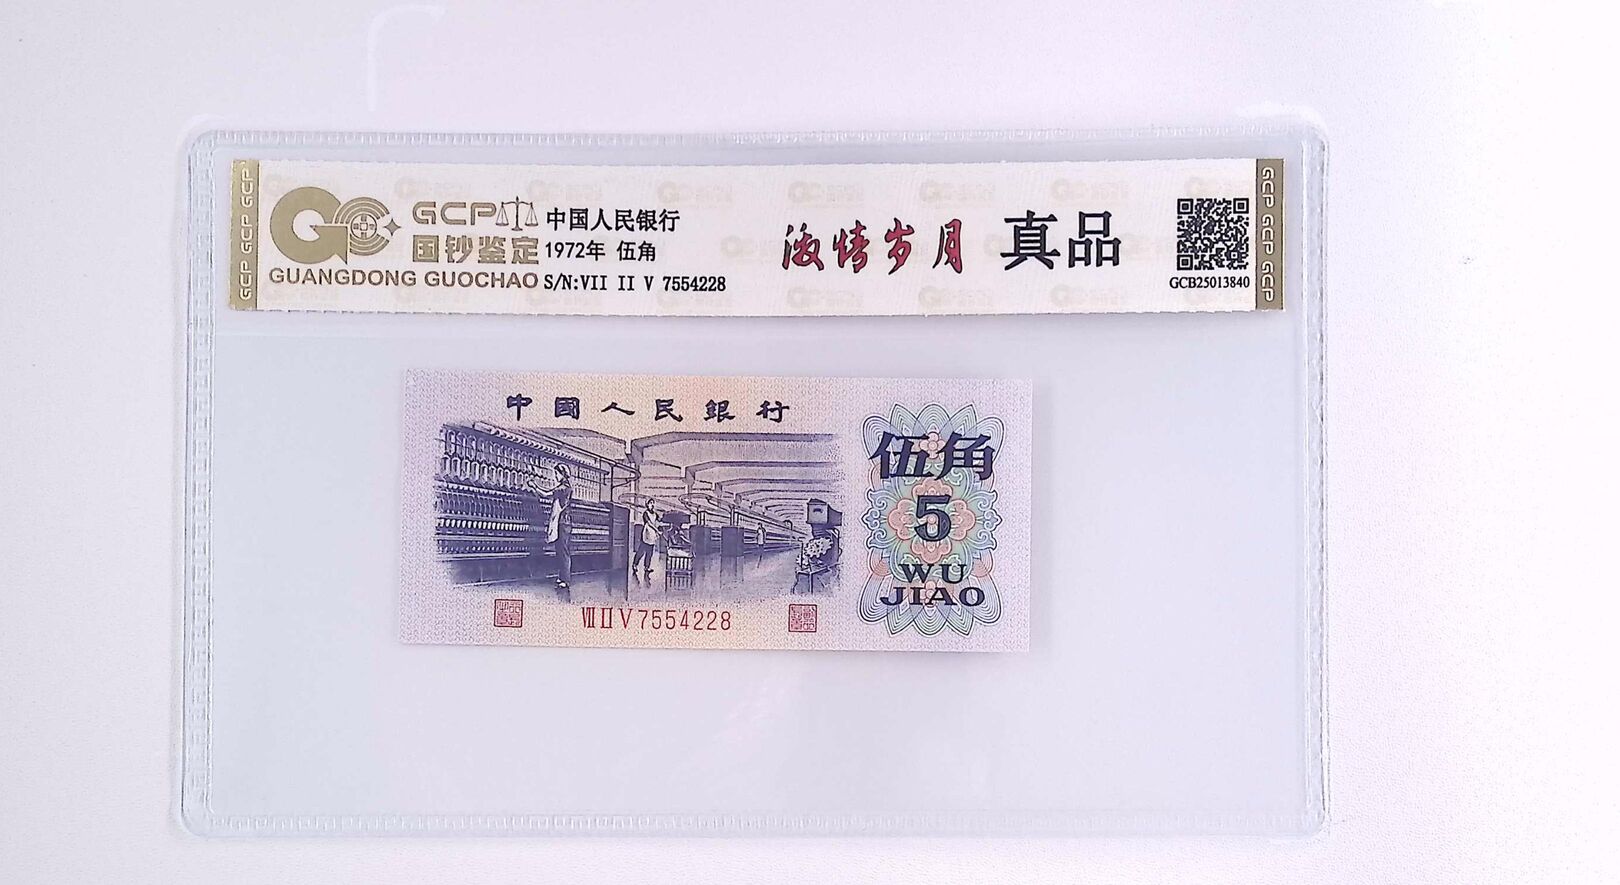 GCP GCP GCP
GCP
国钞鉴定
GUANGDONG GUOCHAO
中国人民银行
1972年 伍角
S/N:VII II V 7554228
激情岁月
真品
GCB25013840
GCP GCP GCP
中國人民銀行
伍角
5
WU
JIAO
VII II V 7554228